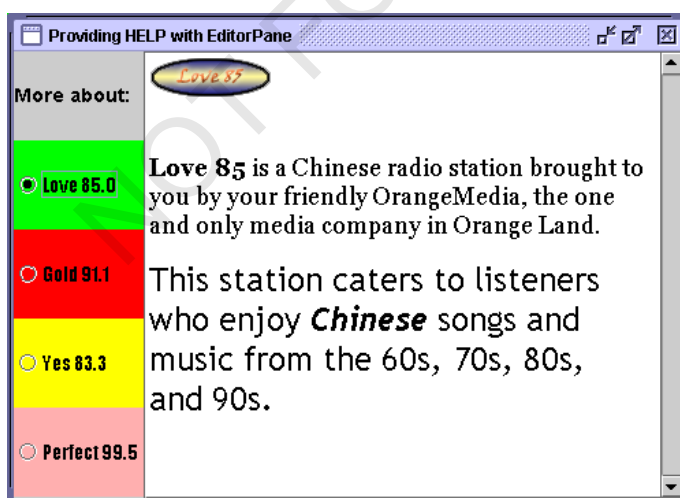 Providing HELP with EditorPane
More about:
Love 85.0
Gold 91.1
Yes 83.3
Perfect 99.5
Love 85
Love 85 is a Chinese radio station brought to
you by your friendly OrangeMedia, the one
and only media company in Orange Land.
This station caters to listeners
who enjoy Chinese songs and
music from the 60s, 70s, 80s,
and 90s.
NOT FO